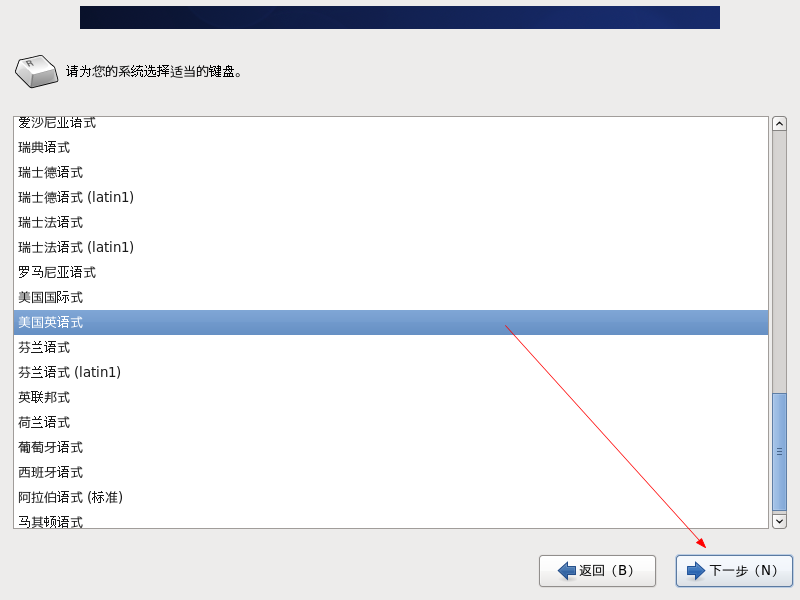 R
请为您的系统选择适当的键盘。
爱沙尼亚语式
瑞典语式
瑞士德语式
瑞士德语式 (latin1)
瑞士法语式
瑞士法语式 (latin1)
罗马尼亚语式
美国国际式
美国英语式
芬兰语式
芬兰语式 (latin1)
英联邦式
荷兰语式
葡萄牙语式
西班牙语式
阿拉伯语式 (标准)
马其顿语式
返回（B）
下一步（N）